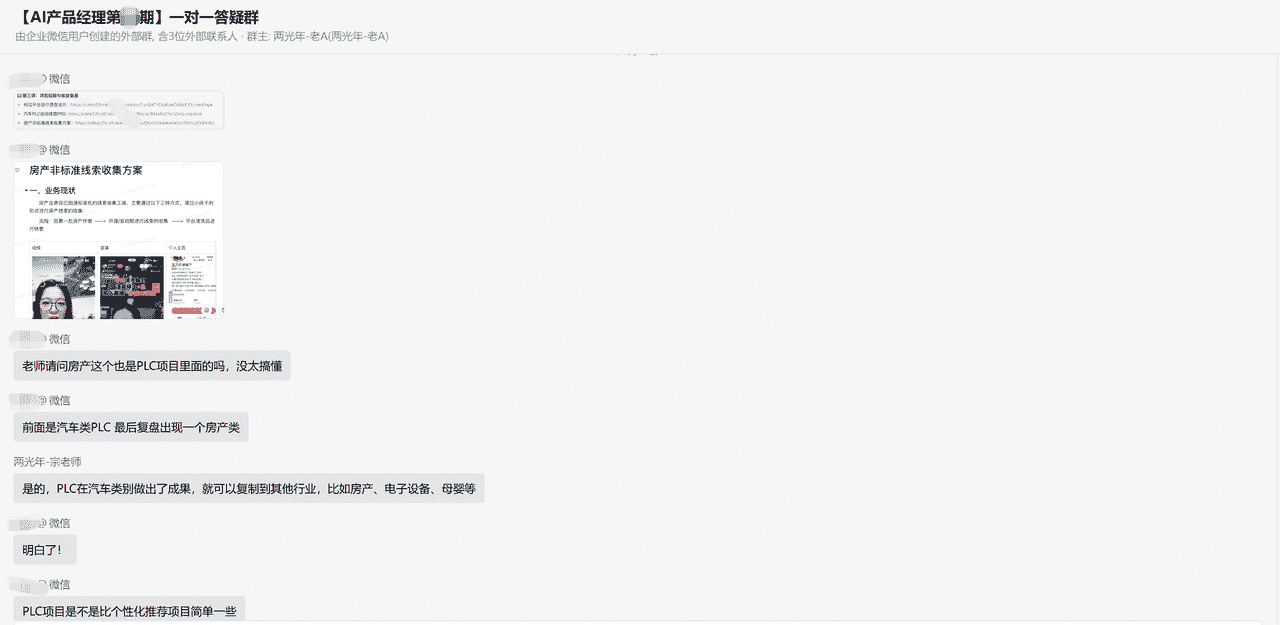 【AI产品经理第 期】一对一答疑群
由企业微信用户创建的外部群, 含3位外部联系人 · 群主: 两光年-老A(两光年-老A)
@微信
@微信
房产非标准线索收集方案
一、业务现状
视频
直播
个人主页
@微信
老师请问房产这个也是PLC项目里面的吗，没太搞懂
@微信
前面是汽车类PLC 最后复盘出现一个房产类
两光年-宗老师
是的，PLC在汽车类别做出了成果，就可以复制到其他行业，比如房产、电子设备、母婴等
@微信
明白了！
@微信
PLC项目是不是比个性化推荐项目简单一些